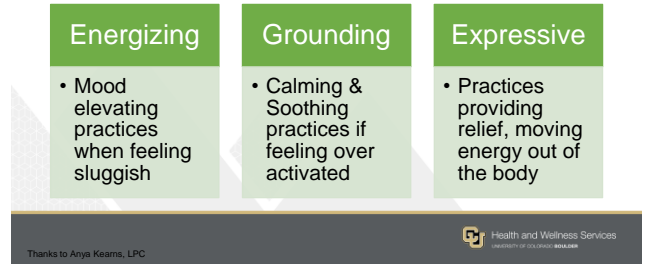 Energizing
• Mood
elevating
practices
when feeling
sluggish
Grounding
• Calming &
Soothing
practices if
feeling over
activated
Expressive
• Practices
providing
relief, moving
energy out of
the body
Health and Wellness Services
UNIVERSITY OF COLORADO BOULDER
Thanks to Anya Kearns, LPC